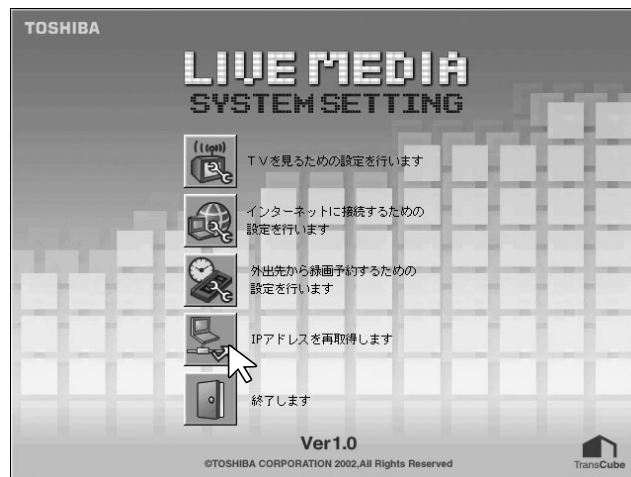 TOSHIBA
LIVE MEDIA
SYSTEM SETTING
TVを見るための設定を行います
インターネットに接続するための
設定を行います
外出先から録画予約するための
設定を行います
IPアドレスを再取得します
終了します
Ver1.0
©TOSHIBA CORPORATION 2002,All Rights Reserved
TransCube